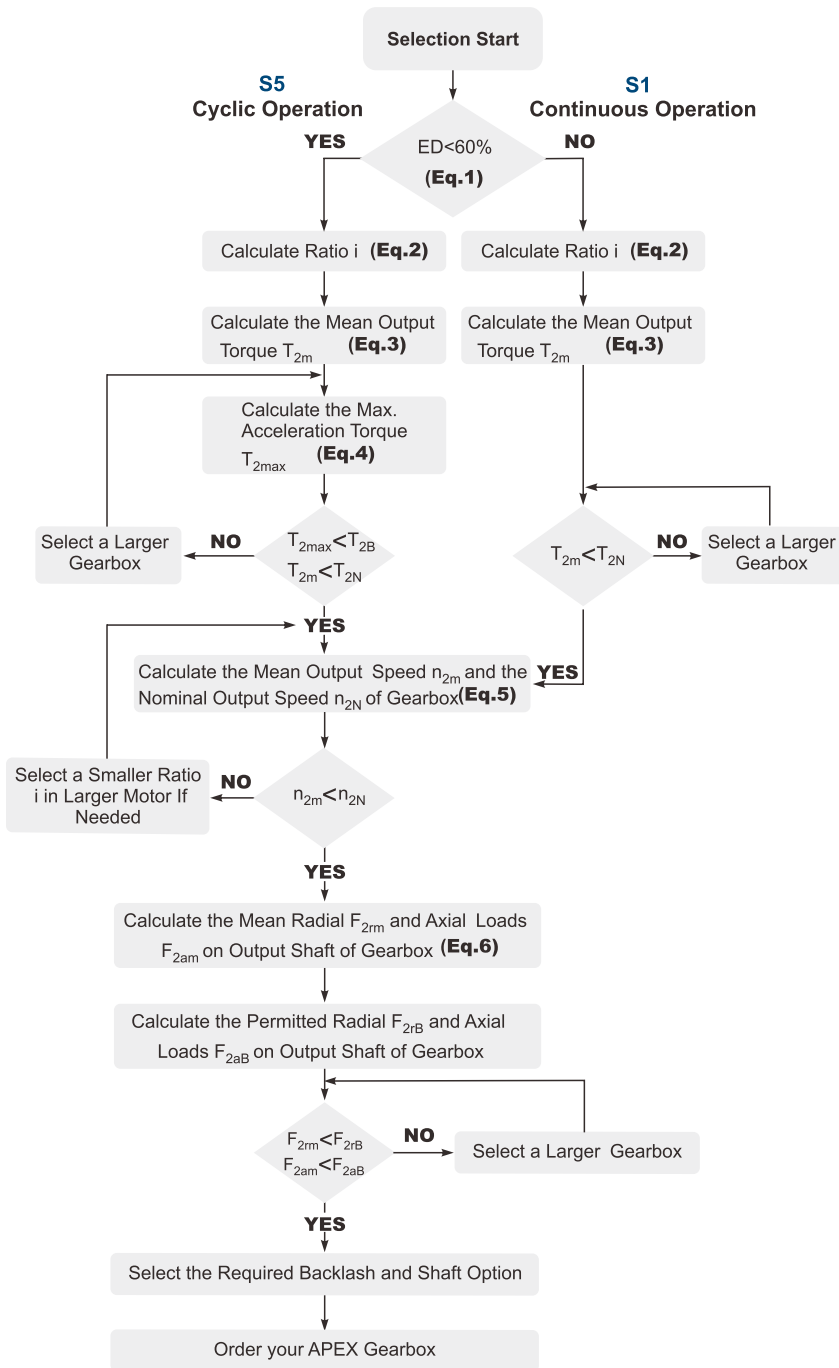 Selection Start
S5
Cyclic Operation
S1
Continuous Operation
YES
ED<60%
(Eq.1)
NO
Calculate Ratio i (Eq.2)
Calculate Ratio i (Eq.2)
Calculate the Mean Output
Torque T2m (Eq.3)
Calculate the Mean Output
Torque T2m (Eq.3)
Calculate the Max.
Acceleration Torque
T2max (Eq.4)
Select a Larger
Gearbox
NO
T2max<T2B
T2m<T2N
T2m<T2N
NO
Select a Larger
Gearbox
YES
Calculate the Mean Output Speed n2m and the
Nominal Output Speed n2N of Gearbox(Eq.5)
YES
Select a Smaller Ratio
i in Larger Motor If
Needed
NO
n2m<n2N
YES
Calculate the Mean Radial F2rm and Axial Loads
F2am on Output Shaft of Gearbox (Eq.6)
Calculate the Permitted Radial F2rB and Axial
Loads F2aB on Output Shaft of Gearbox
F2rm<F2rB
F2am<F2aB
NO
Select a Larger Gearbox
YES
Select the Required Backlash and Shaft Option
Order your APEX Gearbox